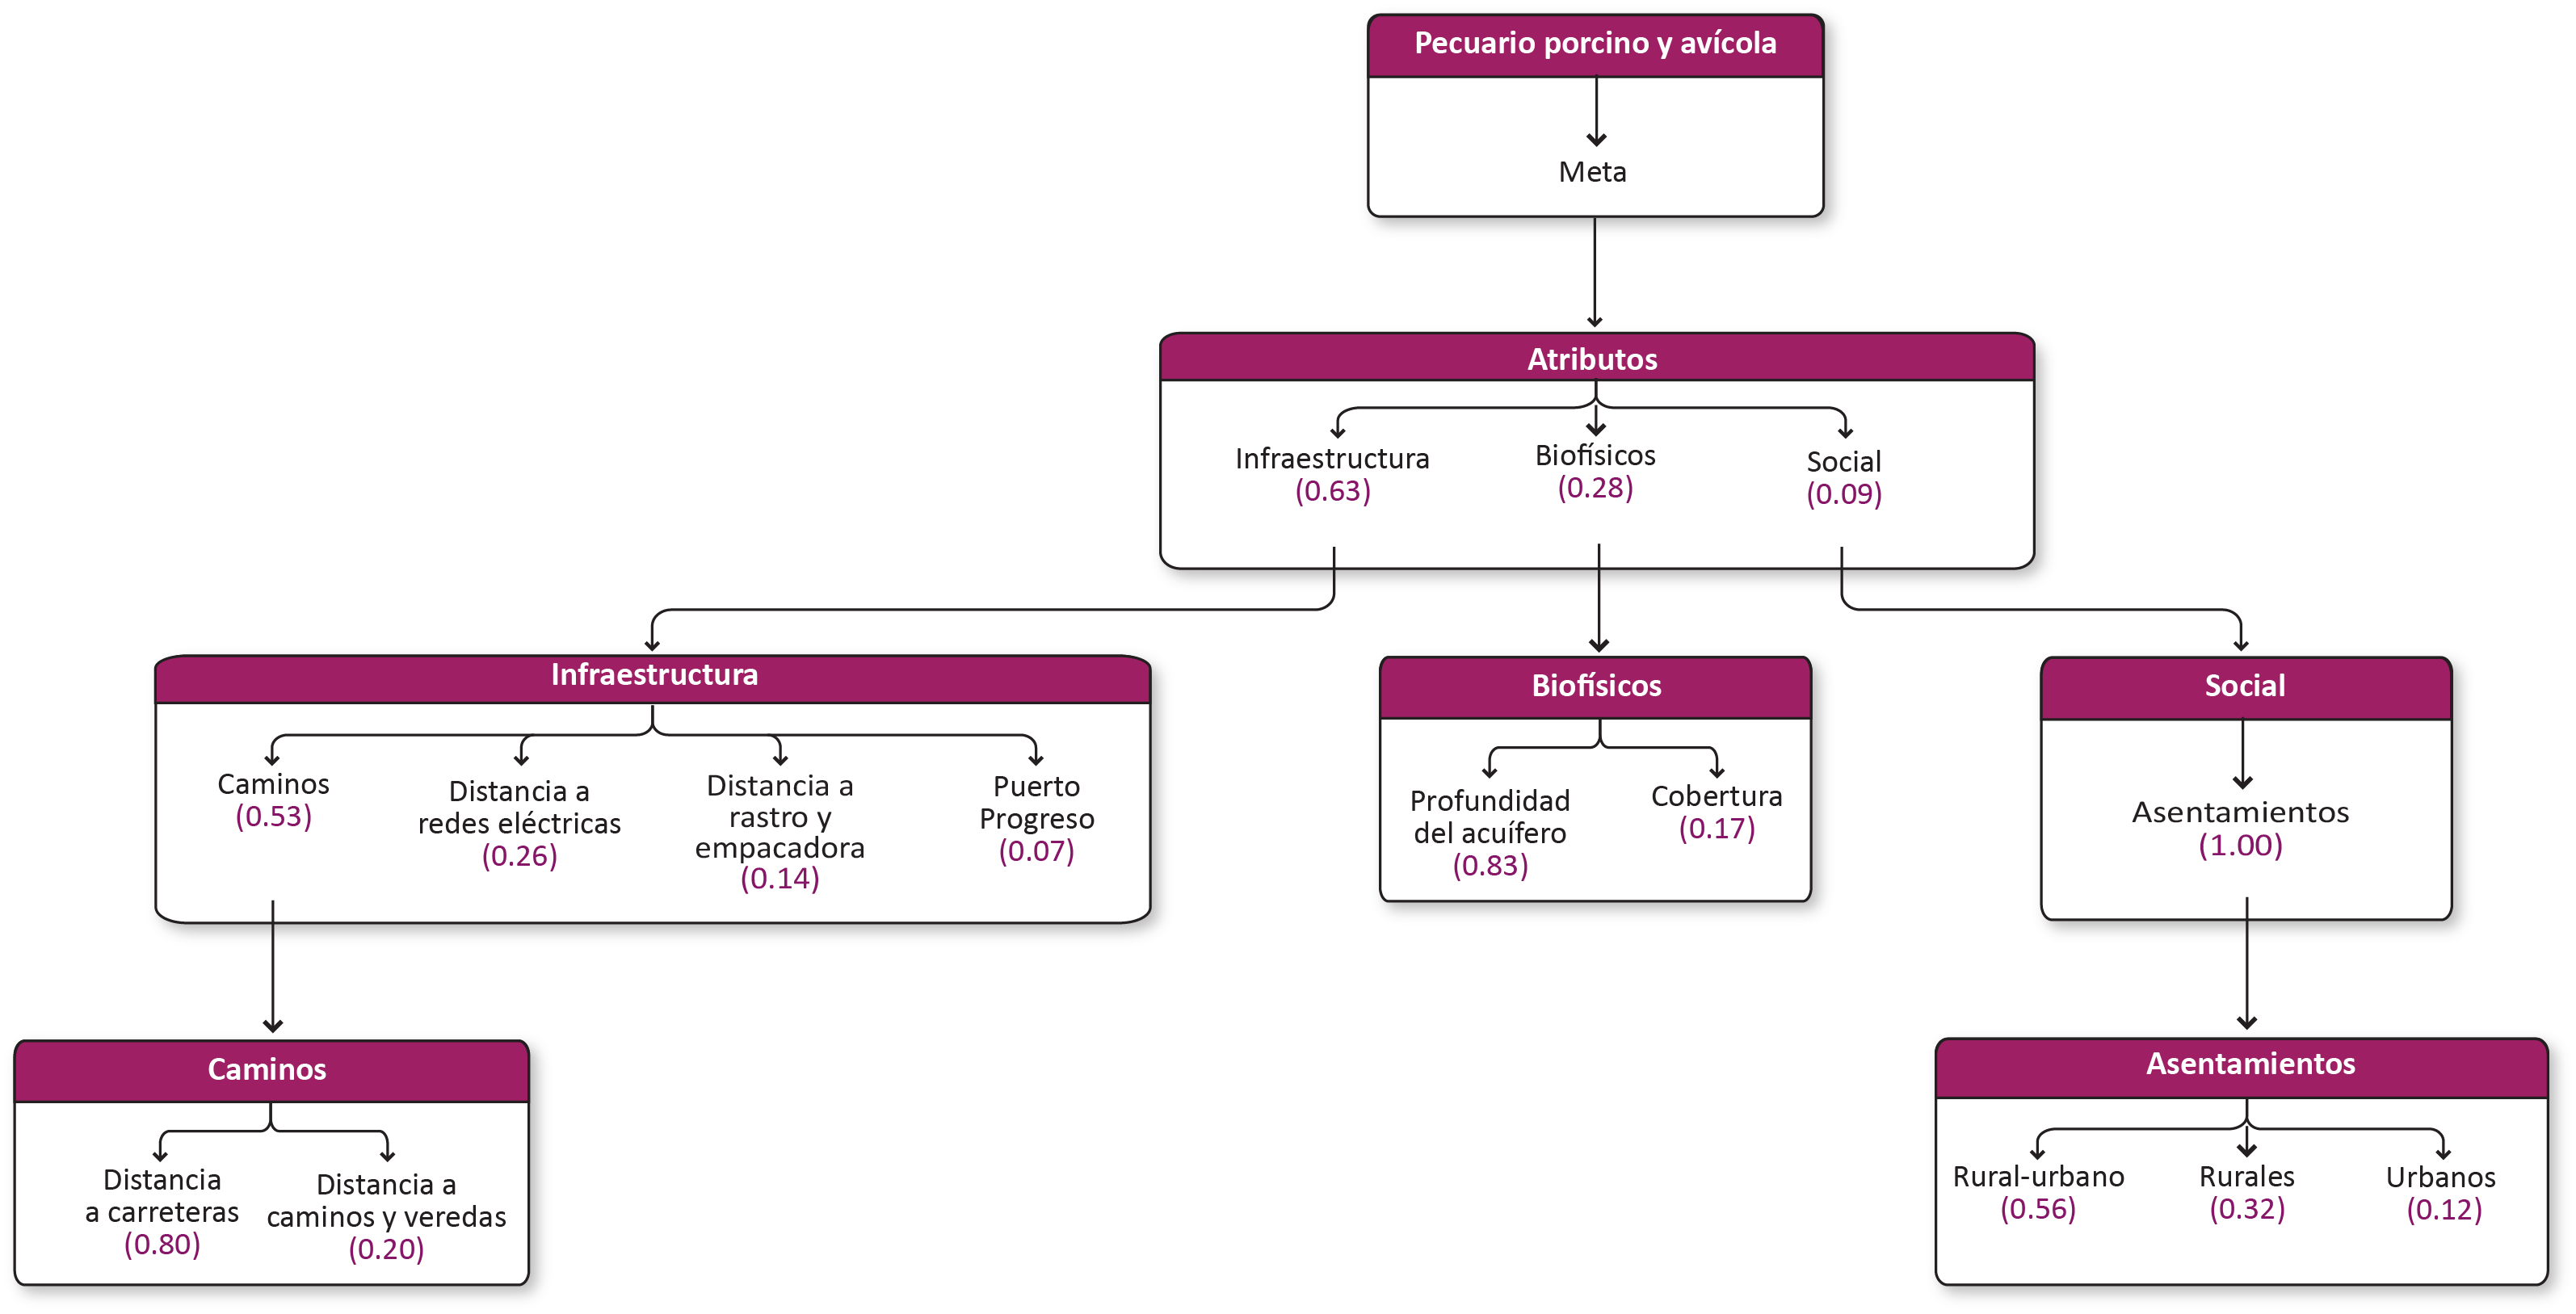 Pecuario porcino y avícola
Meta
Atributos
Infraestructura
(0.63)
Biofísicos
(0.28)
Social
(0.09)
Infraestructura
Caminos
(0.53)
Distancia a
redes eléctricas
(0.26)
Distancia a
rastro y
empacadora
(0.14)
Puerto
Progreso
(0.07)
Biofísicos
Profundidad
del acuífero
(0.83)
Cobertura
(0.17)
Social
Asentamientos
(1.00)
Caminos
Distancia
a carreteras
(0.80)
Distancia a
caminos y veredas
(0.20)
Asentamientos
Rural-urbano
(0.56)
Rurales
(0.32)
Urbanos
(0.12)